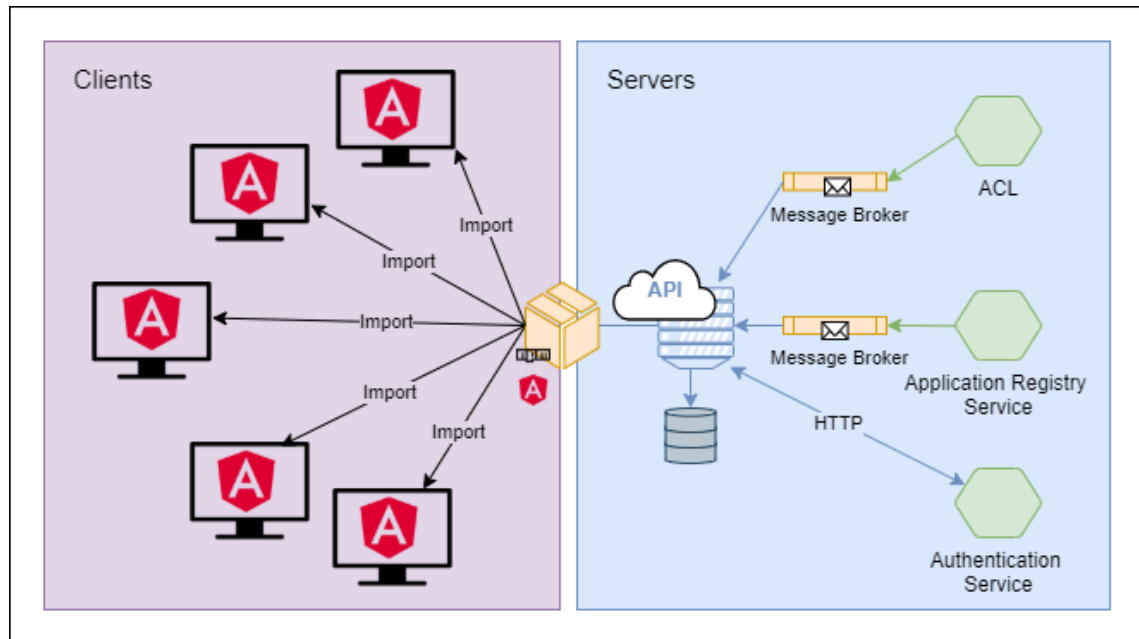 Clients
Servers
A
A
A
A
A
Import
Import
Import
Import
Import
A
API
Message Broker
ACL
Message Broker
Application Registry
Service
HTTP
Authentication
Service